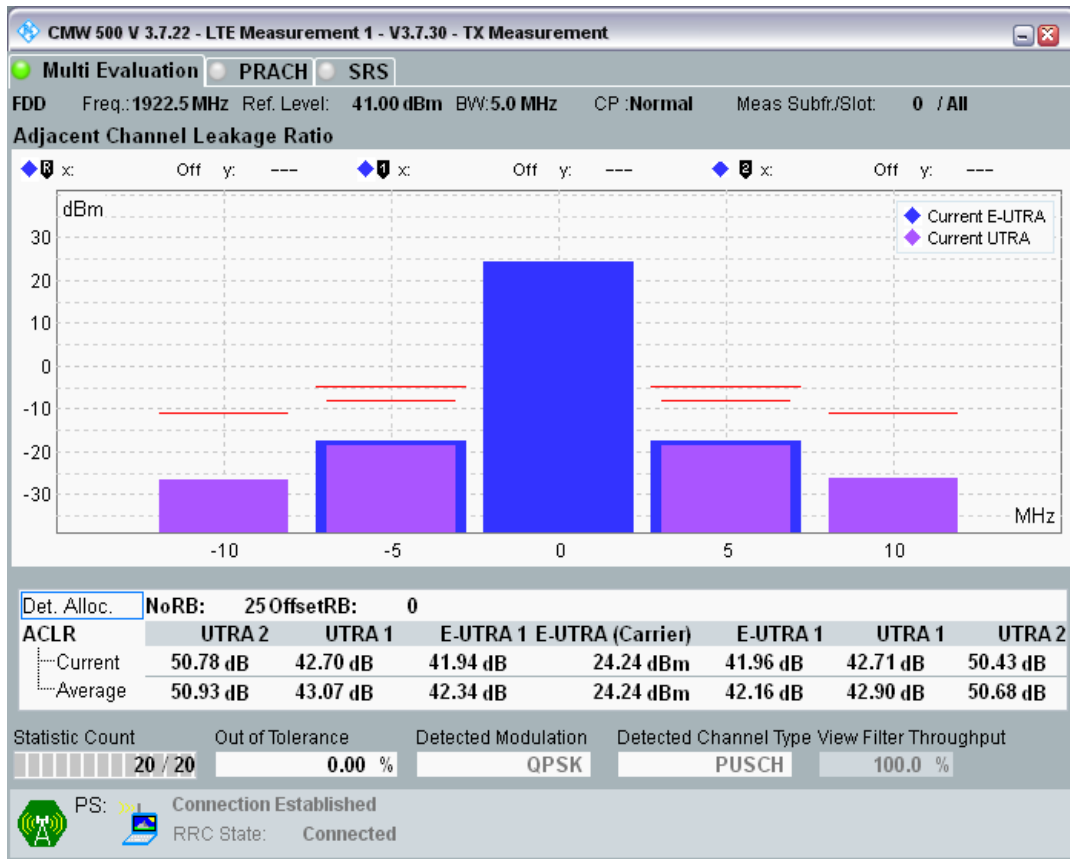 CMW 500 V 3.7.22 - LTE Measurement 1 - V3.7.30 - TX Measurement
Multi Evaluation PRACH SRS
FDD Freq.:1922.5 MHz Ref. Level: 41.00 dBm BW:5.0 MHz CP :Normal Meas Subfr./Slot: 0 / All
Adjacent Channel Leakage Ratio
R x: Off y: --- 1 x: Off y: --- 2 x: Off y: ---
dBm
Current E-UTRA
Current UTRA
30
20
10
0
-10
-20
-30
MHz
-10 -5 0 5 10
Det. Alloc. NoRB: 25 OffsetRB: 0
ACLR UTRA 2 UTRA 1 E-UTRA 1 E-UTRA (Carrier) E-UTRA 1 UTRA 1 UTRA 2
Current 50.78 dB 42.70 dB 41.94 dB 24.24 dBm 41.96 dB 42.71 dB 50.43 dB
Average 50.93 dB 43.07 dB 42.34 dB 24.24 dBm 42.16 dB 42.90 dB 50.68 dB
Statistic Count Out of Tolerance Detected Modulation Detected Channel Type View Filter Throughput
20 / 20 0.00 % QPSK PUSCH 100.0 %
PS: Connection Established
RRC State: Connected